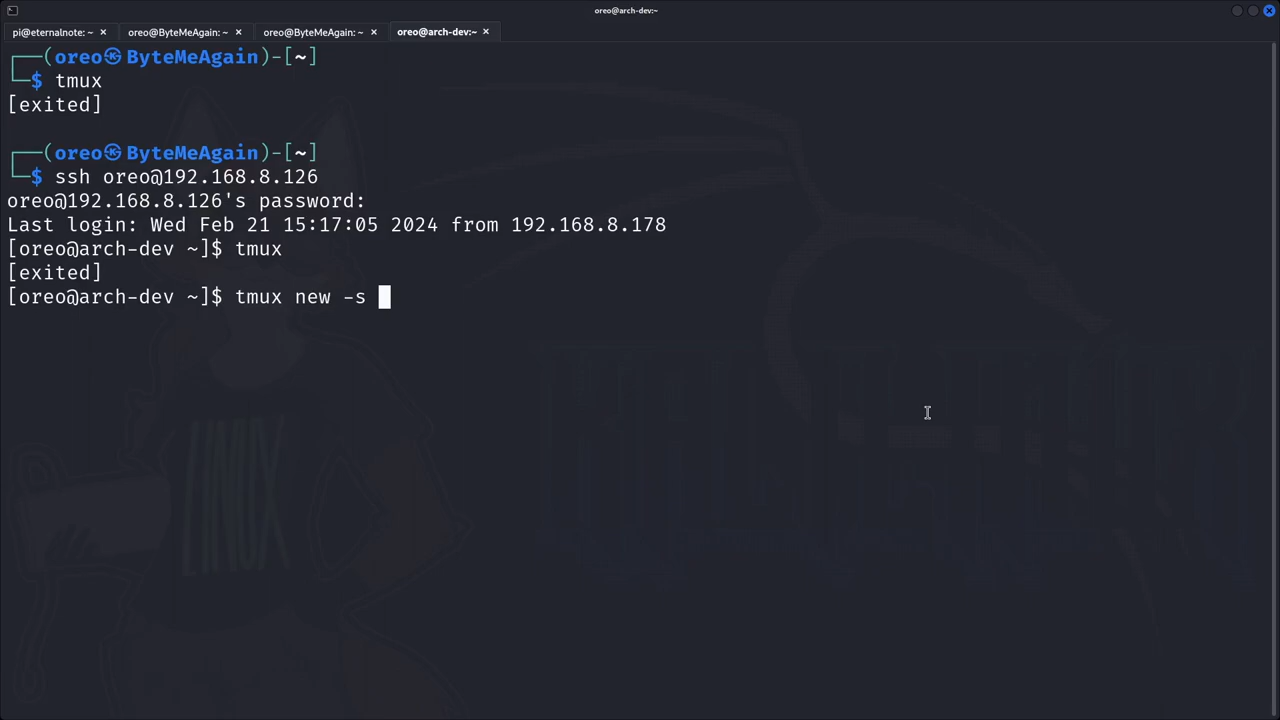 oreo@arch-dev:~
pi@eternalnote: ~ × oreo@ByteMeAgain: ~ × oreo@ByteMeAgain: ~ × oreo@arch-dev:~ ×
┌──(oreo㉿ByteMeAgain)-[~]
└─$ tmux
[exited]
┌──(oreo㉿ByteMeAgain)-[~]
└─$ ssh oreo@192.168.8.126
oreo@192.168.8.126's password:
Last login: Wed Feb 21 15:17:05 2024 from 192.168.8.178
[oreo@arch-dev ~]$ tmux
[exited]
[oreo@arch-dev ~]$ tmux new -s
LINUX